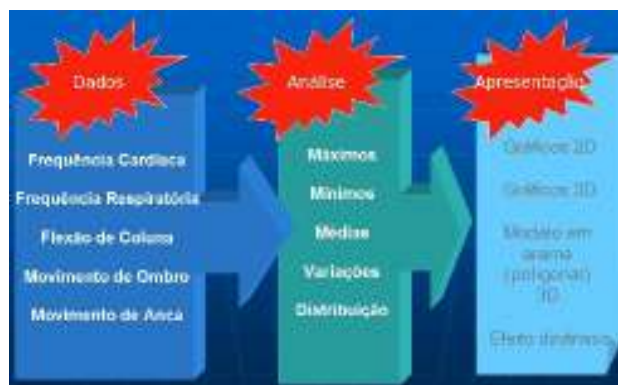 Dados
Frequência Cardíaca
Frequência Respiratória
Flexão de Coluna
Movimento de Ombro
Movimento de Anca
Análise
Máximos
Mínimos
Medias
Variações
Distribuição
Apresentação
Gráficos 2D
Gráficos 3D
Modelo em
arame
(poligonal)
3D
Efeito dinâmico